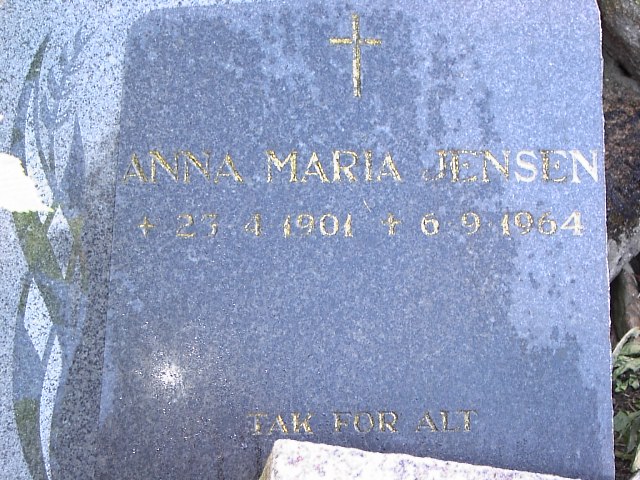 ANNA MARIA JENSEN
+ 23 4 1901 + 6 9 1964
TAK FOR ALT